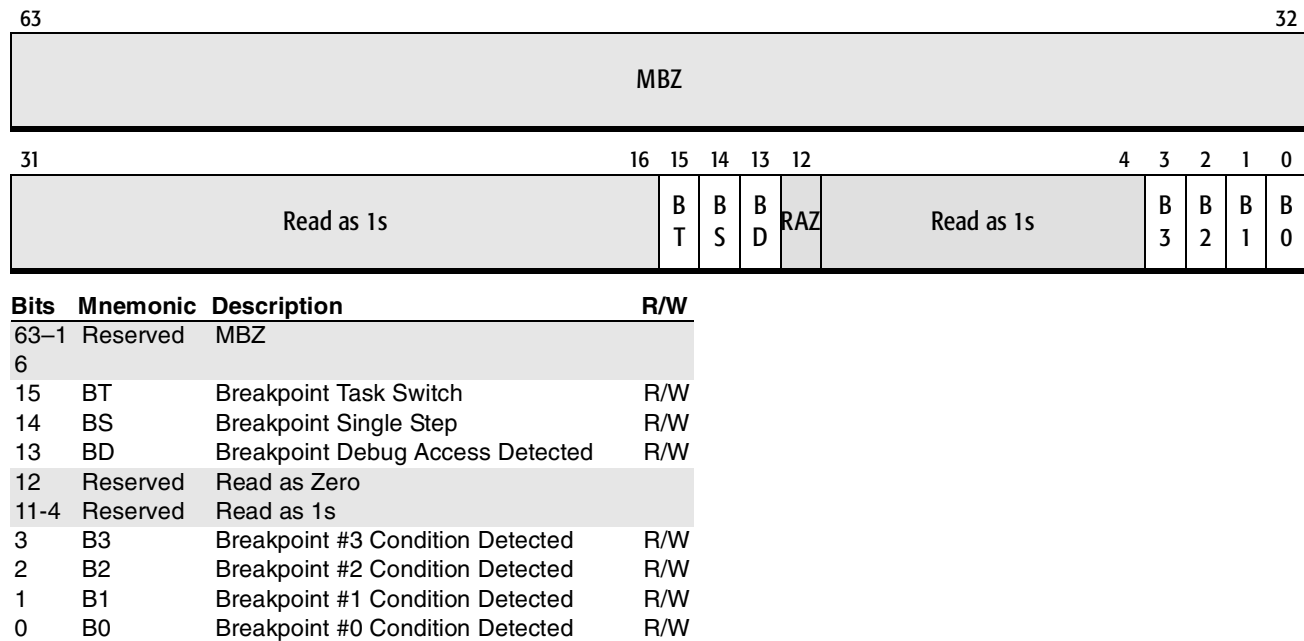 63 32
MBZ
31 16 15 14 13 12 4 3 2 1 0
Read as 1s B T B S B D RAZ Read as 1s B 3 B 2 B 1 B 0
Bits Mnemonic Description R/W
63–1 Reserved MBZ
6
15 BT Breakpoint Task Switch R/W
14 BS Breakpoint Single Step R/W
13 BD Breakpoint Debug Access Detected R/W
12 Reserved Read as Zero
11-4 Reserved Read as 1s
3 B3 Breakpoint #3 Condition Detected R/W
2 B2 Breakpoint #2 Condition Detected R/W
1 B1 Breakpoint #1 Condition Detected R/W
0 B0 Breakpoint #0 Condition Detected R/W